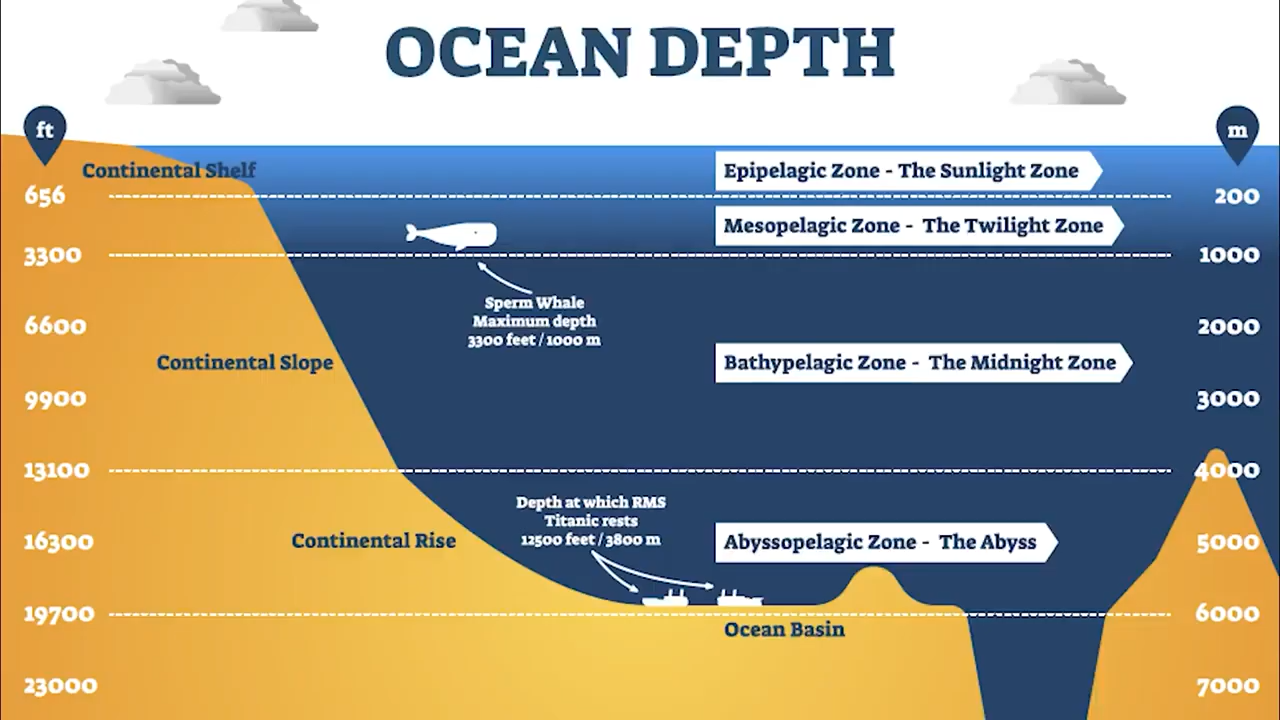 OCEAN DEPTH
ft
m
Continental Shelf
Epipelagic Zone - The Sunlight Zone
656
200
Mesopelagic Zone - The Twilight Zone
3300
1000
Sperm Whale
Maximum depth
3300 feet / 1000 m
6600
2000
Continental Slope
Bathypelagic Zone - The Midnight Zone
9900
3000
13100
4000
Depth at which RMS
Titanic rests
12500 feet / 3800 m
16300
Continental Rise
Abyssopelagic Zone - The Abyss
5000
19700
6000
Ocean Basin
23000
7000